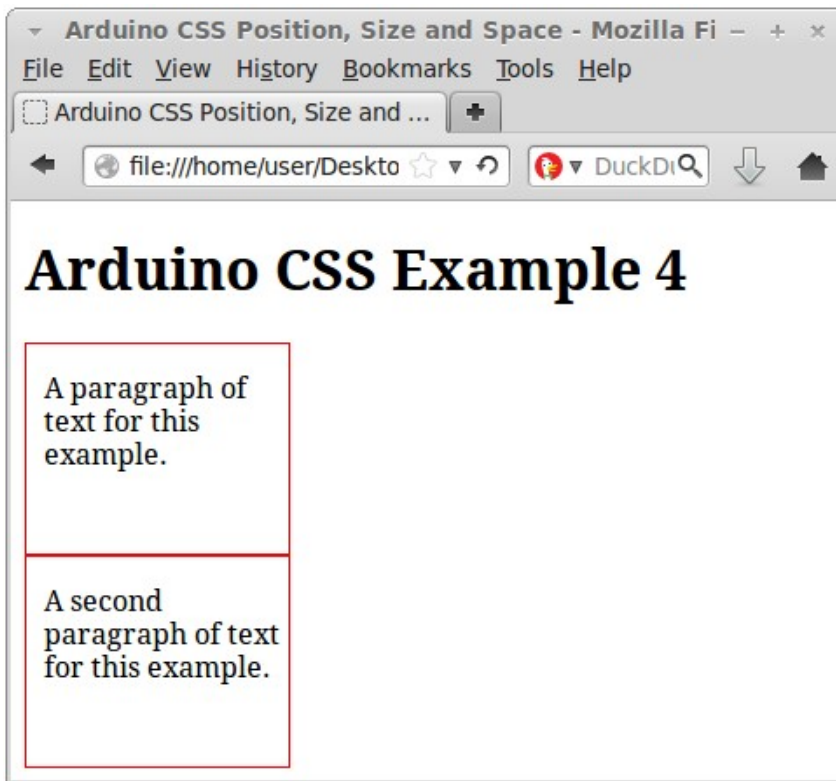 Arduino CSS Position, Size and Space - Mozilla Fi
File Edit View History Bookmarks Tools Help
Arduino CSS Position, Size and ...
file:///home/user/Deskto DuckDu
Arduino CSS Example 4
A paragraph of
text for this
example.
A second
paragraph of text
for this example.